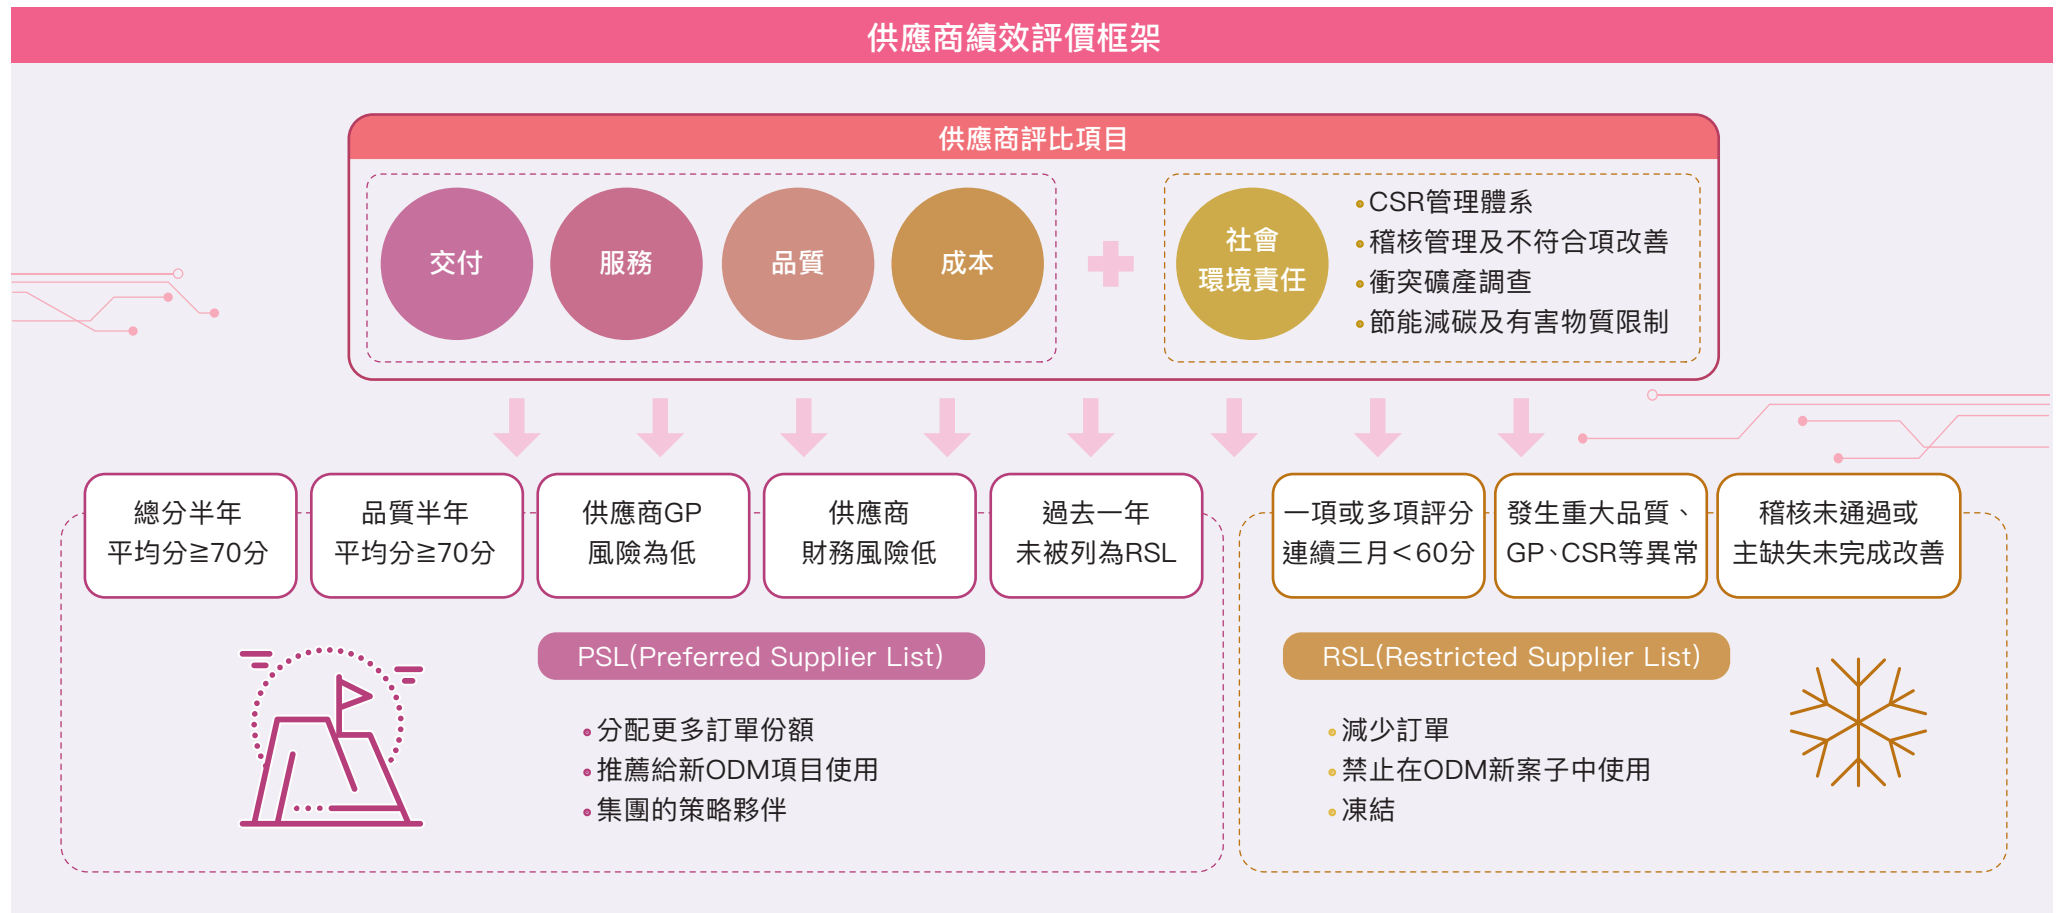 供應商績效評價框架
供應商評比項目
交付
服務
品質
成本
社會
環境責任
CSR管理體系
稽核管理及不符合項改善
衝突礦產調查
節能減碳及有害物質限制
總分半年
平均分≧70分
品質半年
平均分≧70分
供應商GP
風險為低
供應商
財務風險低
過去一年
未被列為RSL
一項或多項評分
連續三月<60分
發生重大品質、
GP、CSR等異常
稽核未通過或
主缺失未完成改善
PSL(Preferred Supplier List)
分配更多訂單份額
推薦給新ODM項目使用
集團的策略夥伴
RSL(Restricted Supplier List)
減少訂單
禁止在ODM新案子中使用
凍結